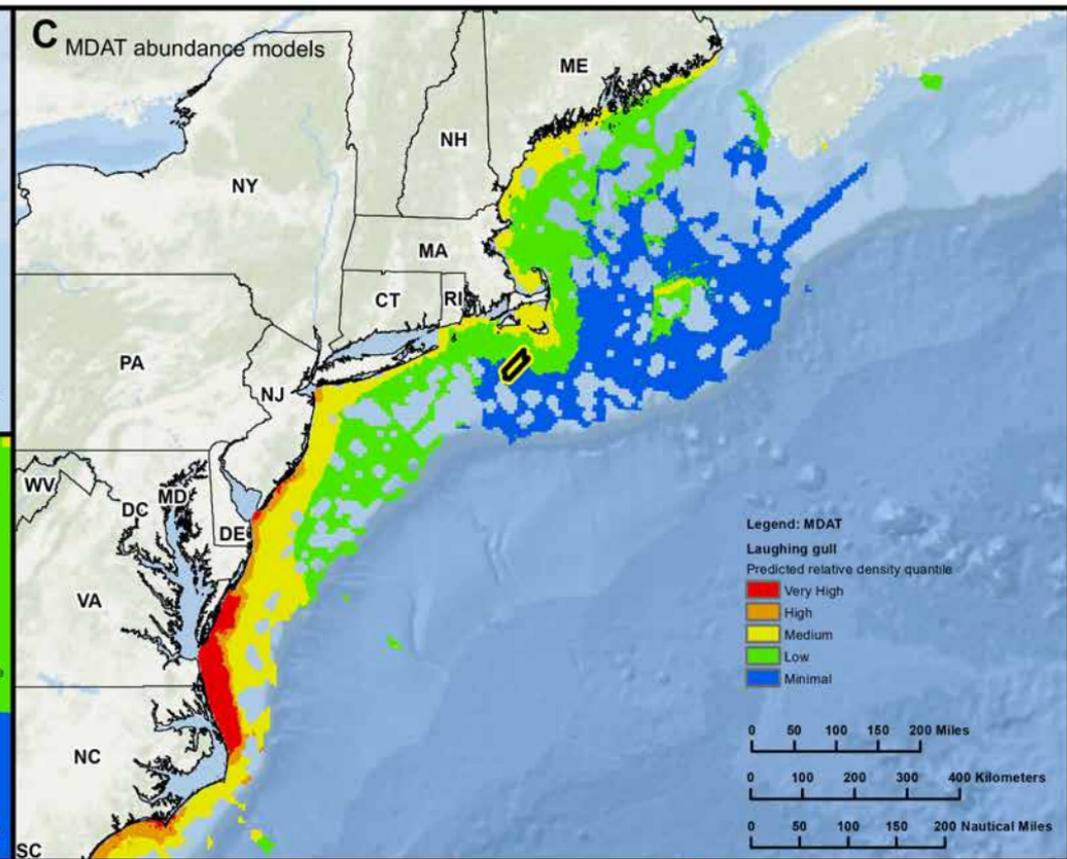 C MDAT abundance models
ME
NH
NY
MA
CT
RI
PA
NJ
WV
MD
DC
DE
VA
NC
SC
Legend: MDAT
Laughing gull
Predicted relative density quantile
Very High
High
Medium
Low
Minimal
0 50 100 150 200 Miles
0 100 200 300 400 Kilometers
0 50 100 150 200 Nautical Miles